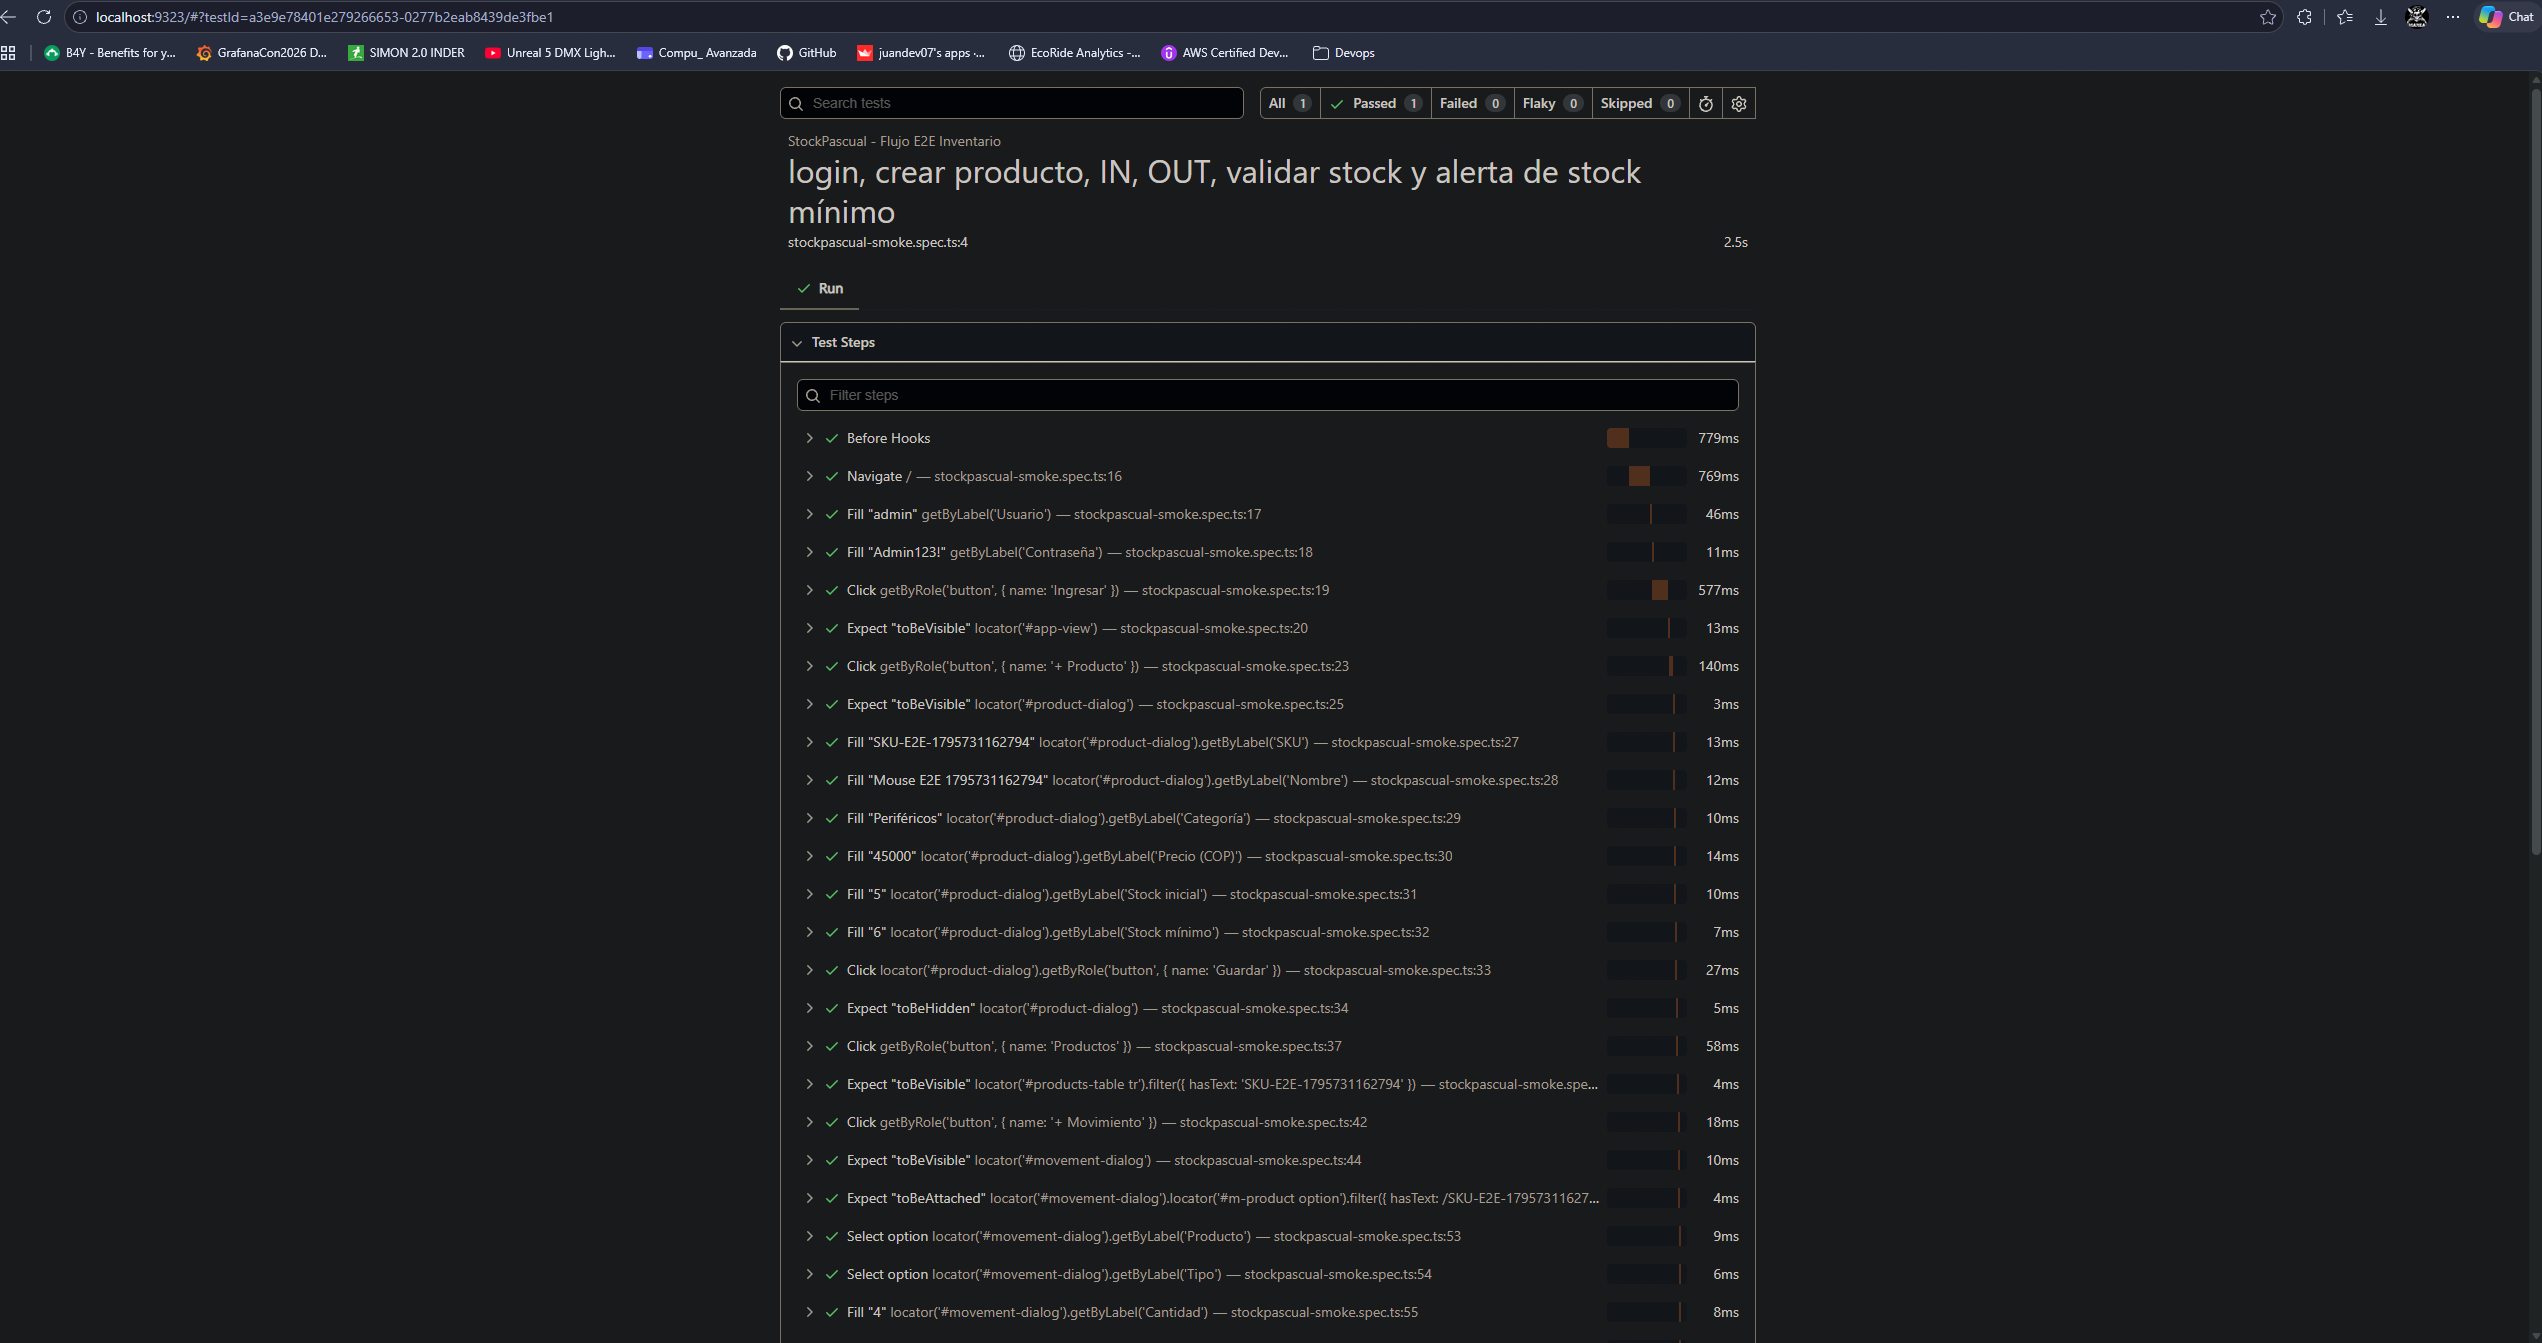 localhost:9323/#?testId=a3e9e78401e279266653-0277b2eab8439de3fbe1
Chat
B4Y - Benefits for y...
GrafanaCon2026 D...
SIMON 2.0 INDER
Unreal 5 DMX Ligh...
Compu_ Avanzada
GitHub
juandev07's apps ·...
EcoRide Analytics -...
AWS Certified Dev...
Devops
Search tests
All 1
Passed 1
Failed 0
Flaky 0
Skipped 0
StockPascual - Flujo E2E Inventario
login, crear producto, IN, OUT, validar stock y alerta de stock
mínimo
stockpascual-smoke.spec.ts:4 2.5s
Run
Test Steps
Filter steps
Before Hooks 779ms
Navigate / — stockpascual-smoke.spec.ts:16 769ms
Fill "admin" getByLabel('Usuario') — stockpascual-smoke.spec.ts:17 46ms
Fill "Admin123!" getByLabel('Contraseña') — stockpascual-smoke.spec.ts:18 11ms
Click getByRole('button', { name: 'Ingresar' }) — stockpascual-smoke.spec.ts:19 577ms
Expect "toBeVisible" locator('#app-view') — stockpascual-smoke.spec.ts:20 13ms
Click getByRole('button', { name: '+ Producto' }) — stockpascual-smoke.spec.ts:23 140ms
Expect "toBeVisible" locator('#product-dialog') — stockpascual-smoke.spec.ts:25 3ms
Fill "SKU-E2E-1795731162794" locator('#product-dialog').getByLabel('SKU') — stockpascual-smoke.spec.ts:27 13ms
Fill "Mouse E2E 1795731162794" locator('#product-dialog').getByLabel('Nombre') — stockpascual-smoke.spec.ts:28 12ms
Fill "Periféricos" locator('#product-dialog').getByLabel('Categoría') — stockpascual-smoke.spec.ts:29 10ms
Fill "45000" locator('#product-dialog').getByLabel('Precio (COP)') — stockpascual-smoke.spec.ts:30 14ms
Fill "5" locator('#product-dialog').getByLabel('Stock inicial') — stockpascual-smoke.spec.ts:31 10ms
Fill "6" locator('#product-dialog').getByLabel('Stock mínimo') — stockpascual-smoke.spec.ts:32 7ms
Click locator('#product-dialog').getByRole('button', { name: 'Guardar' }) — stockpascual-smoke.spec.ts:33 27ms
Expect "toBeHidden" locator('#product-dialog') — stockpascual-smoke.spec.ts:34 5ms
Click getByRole('button', { name: 'Productos' }) — stockpascual-smoke.spec.ts:37 58ms
Expect "toBeVisible" locator('#products-table tr').filter({ hasText: 'SKU-E2E-1795731162794' }) — stockpascual-smoke.spe... 4ms
Click getByRole('button', { name: '+ Movimiento' }) — stockpascual-smoke.spec.ts:42 18ms
Expect "toBeVisible" locator('#movement-dialog') — stockpascual-smoke.spec.ts:44 10ms
Expect "toBeAttached" locator('#movement-dialog').locator('#m-product option').filter({ hasText: /SKU-E2E-17957311627... 4ms
Select option locator('#movement-dialog').getByLabel('Producto') — stockpascual-smoke.spec.ts:53 9ms
Select option locator('#movement-dialog').getByLabel('Tipo') — stockpascual-smoke.spec.ts:54 6ms
Fill "4" locator('#movement-dialog').getByLabel('Cantidad') — stockpascual-smoke.spec.ts:55 8ms